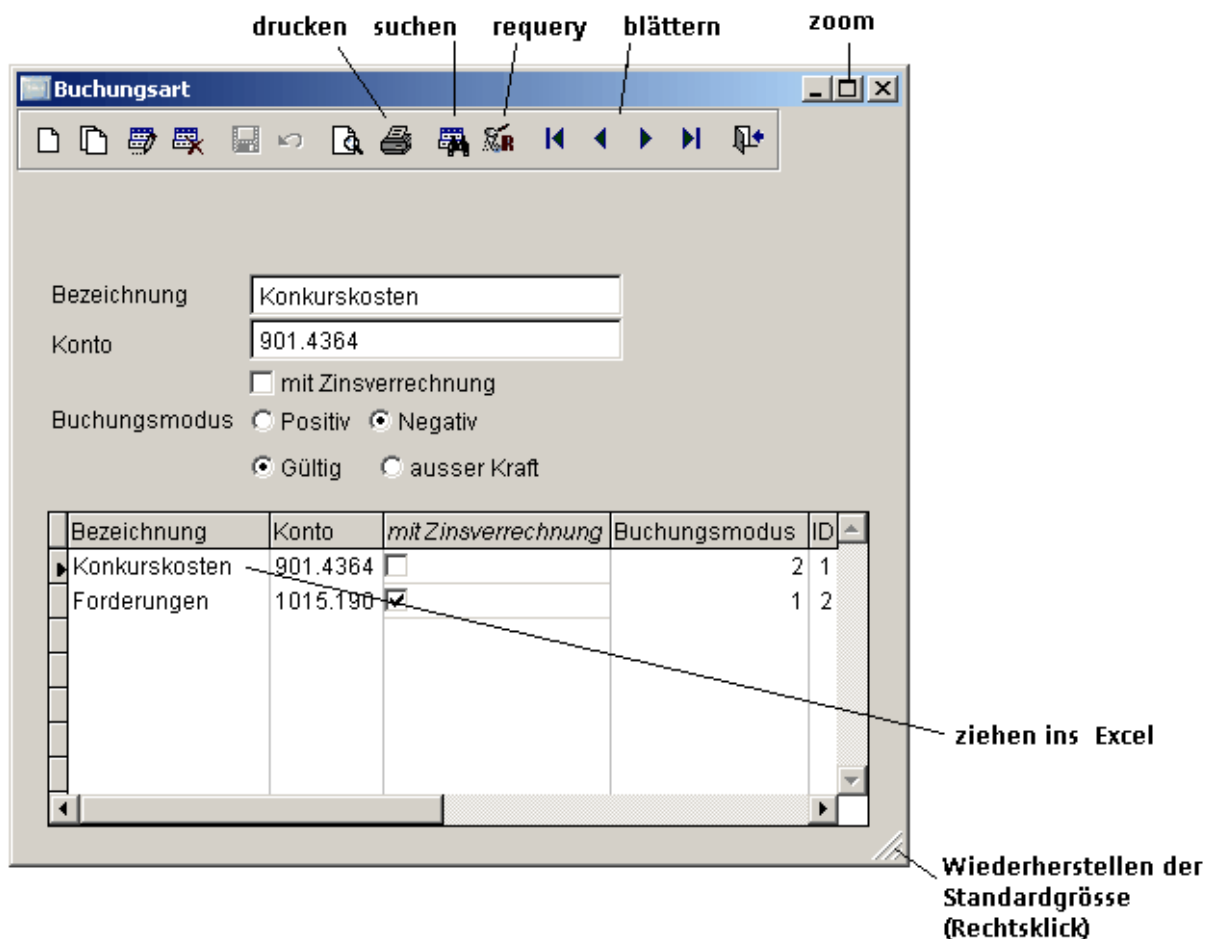 drucken suchen requery blättern zoom
Buchungsart
R
Bezeichnung Konkurskosten
Konto 901.4364
mit Zinsverrechnung
Buchungsmodus Positiv Negativ
Gültig ausser Kraft
Bezeichnung Konto mit Zinsverrechnung Buchungsmodus ID
Konkurskosten 901.4364 2 1
Forderungen 1015.190 1 2
ziehen ins Excel
Wiederherstellen der
Standardgrösse
(Rechtsklick)